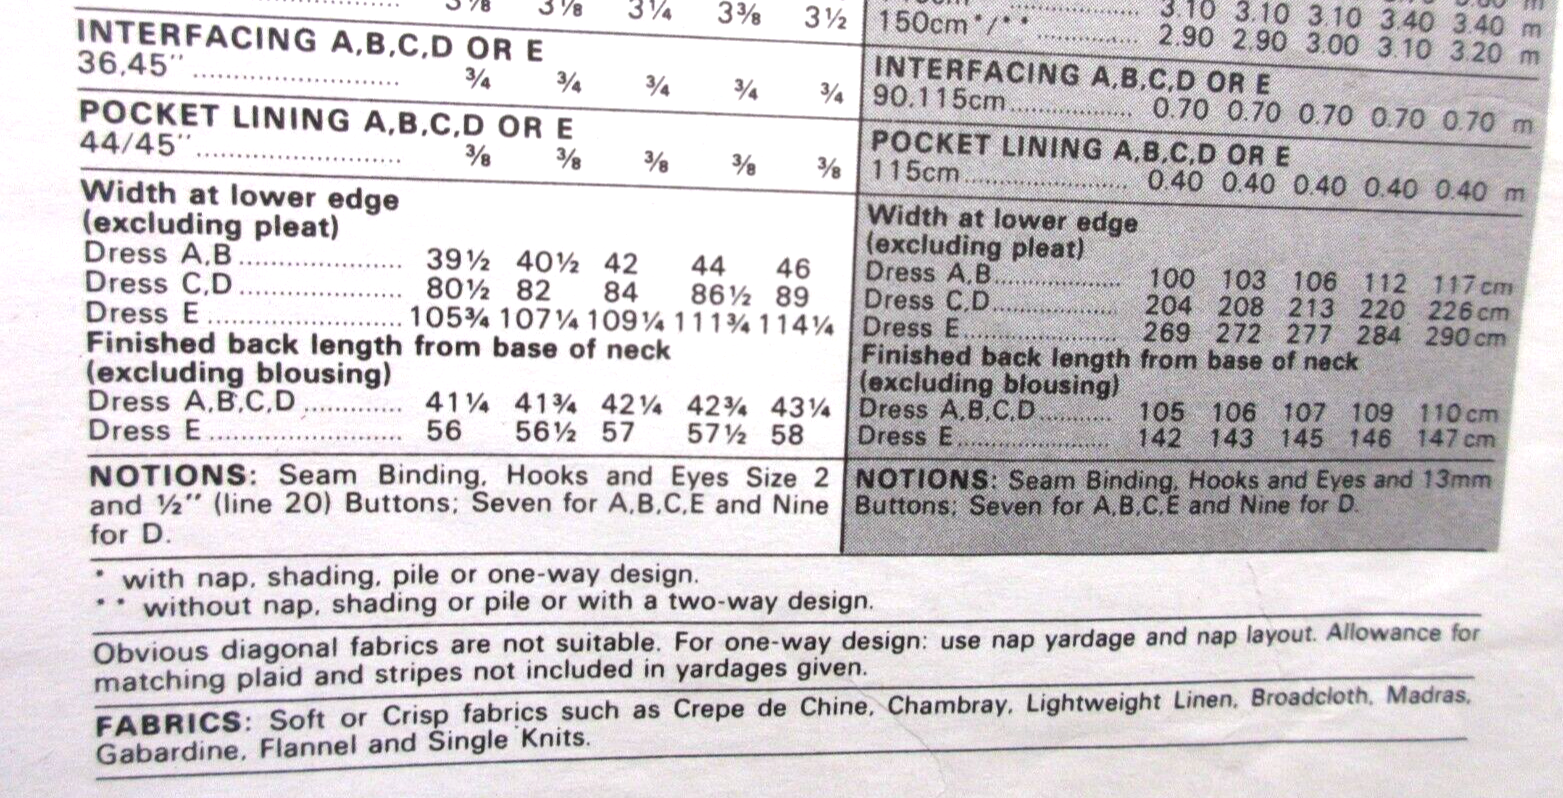 3⅛ 3¼ 3⅜ 3½
INTERFACING A,B,C,D OR E
36,45" ¾ ¾ ¾ ¾ ¾
POCKET LINING A,B,C,D OR E
44/45" ⅜ ⅜ ⅜ ⅜ ⅜
Width at lower edge
(excluding pleat)
Dress A,B 39½ 40½ 42 44 46
Dress C,D 80½ 82 84 86½ 89
Dress E 105¾ 107¼ 109¼ 111¾ 114¼
Finished back length from base of neck
(excluding blousing)
Dress A,B,C,D 41¼ 41¾ 42¼ 42¾ 43¼
Dress E 56 56½ 57 57½ 58
NOTIONS: Seam Binding, Hooks and Eyes Size 2
and ½" (line 20) Buttons; Seven for A,B,C,E and Nine
for D.
3.10 3.10 3.10 3.40 3.40 m
150cm*/** 2.90 2.90 3.00 3.10 3.20 m
INTERFACING A,B,C,D OR E
90,115cm 0.70 0.70 0.70 0.70 0.70 m
POCKET LINING A,B,C,D OR E
115cm 0.40 0.40 0.40 0.40 0.40 m
Width at lower edge
(excluding pleat)
Dress A,B 100 103 106 112 117cm
Dress C,D 204 208 213 220 226cm
Dress E 269 272 277 284 290cm
Finished back length from base of neck
(excluding blousing)
Dress A,B,C,D 105 106 107 109 110cm
Dress E 142 143 145 146 147cm
NOTIONS: Seam Binding, Hooks and Eyes and 13mm
Buttons; Seven for A,B,C,E and Nine for D.
* with nap, shading, pile or one-way design.
** without nap, shading or pile or with a two-way design.
Obvious diagonal fabrics are not suitable. For one-way design: use nap yardage and nap layout. Allowance for
matching plaid and stripes not included in yardages given.
FABRICS: Soft or Crisp fabrics such as Crepe de Chine, Chambray, Lightweight Linen, Broadcloth, Madras,
Gabardine, Flannel and Single Knits.